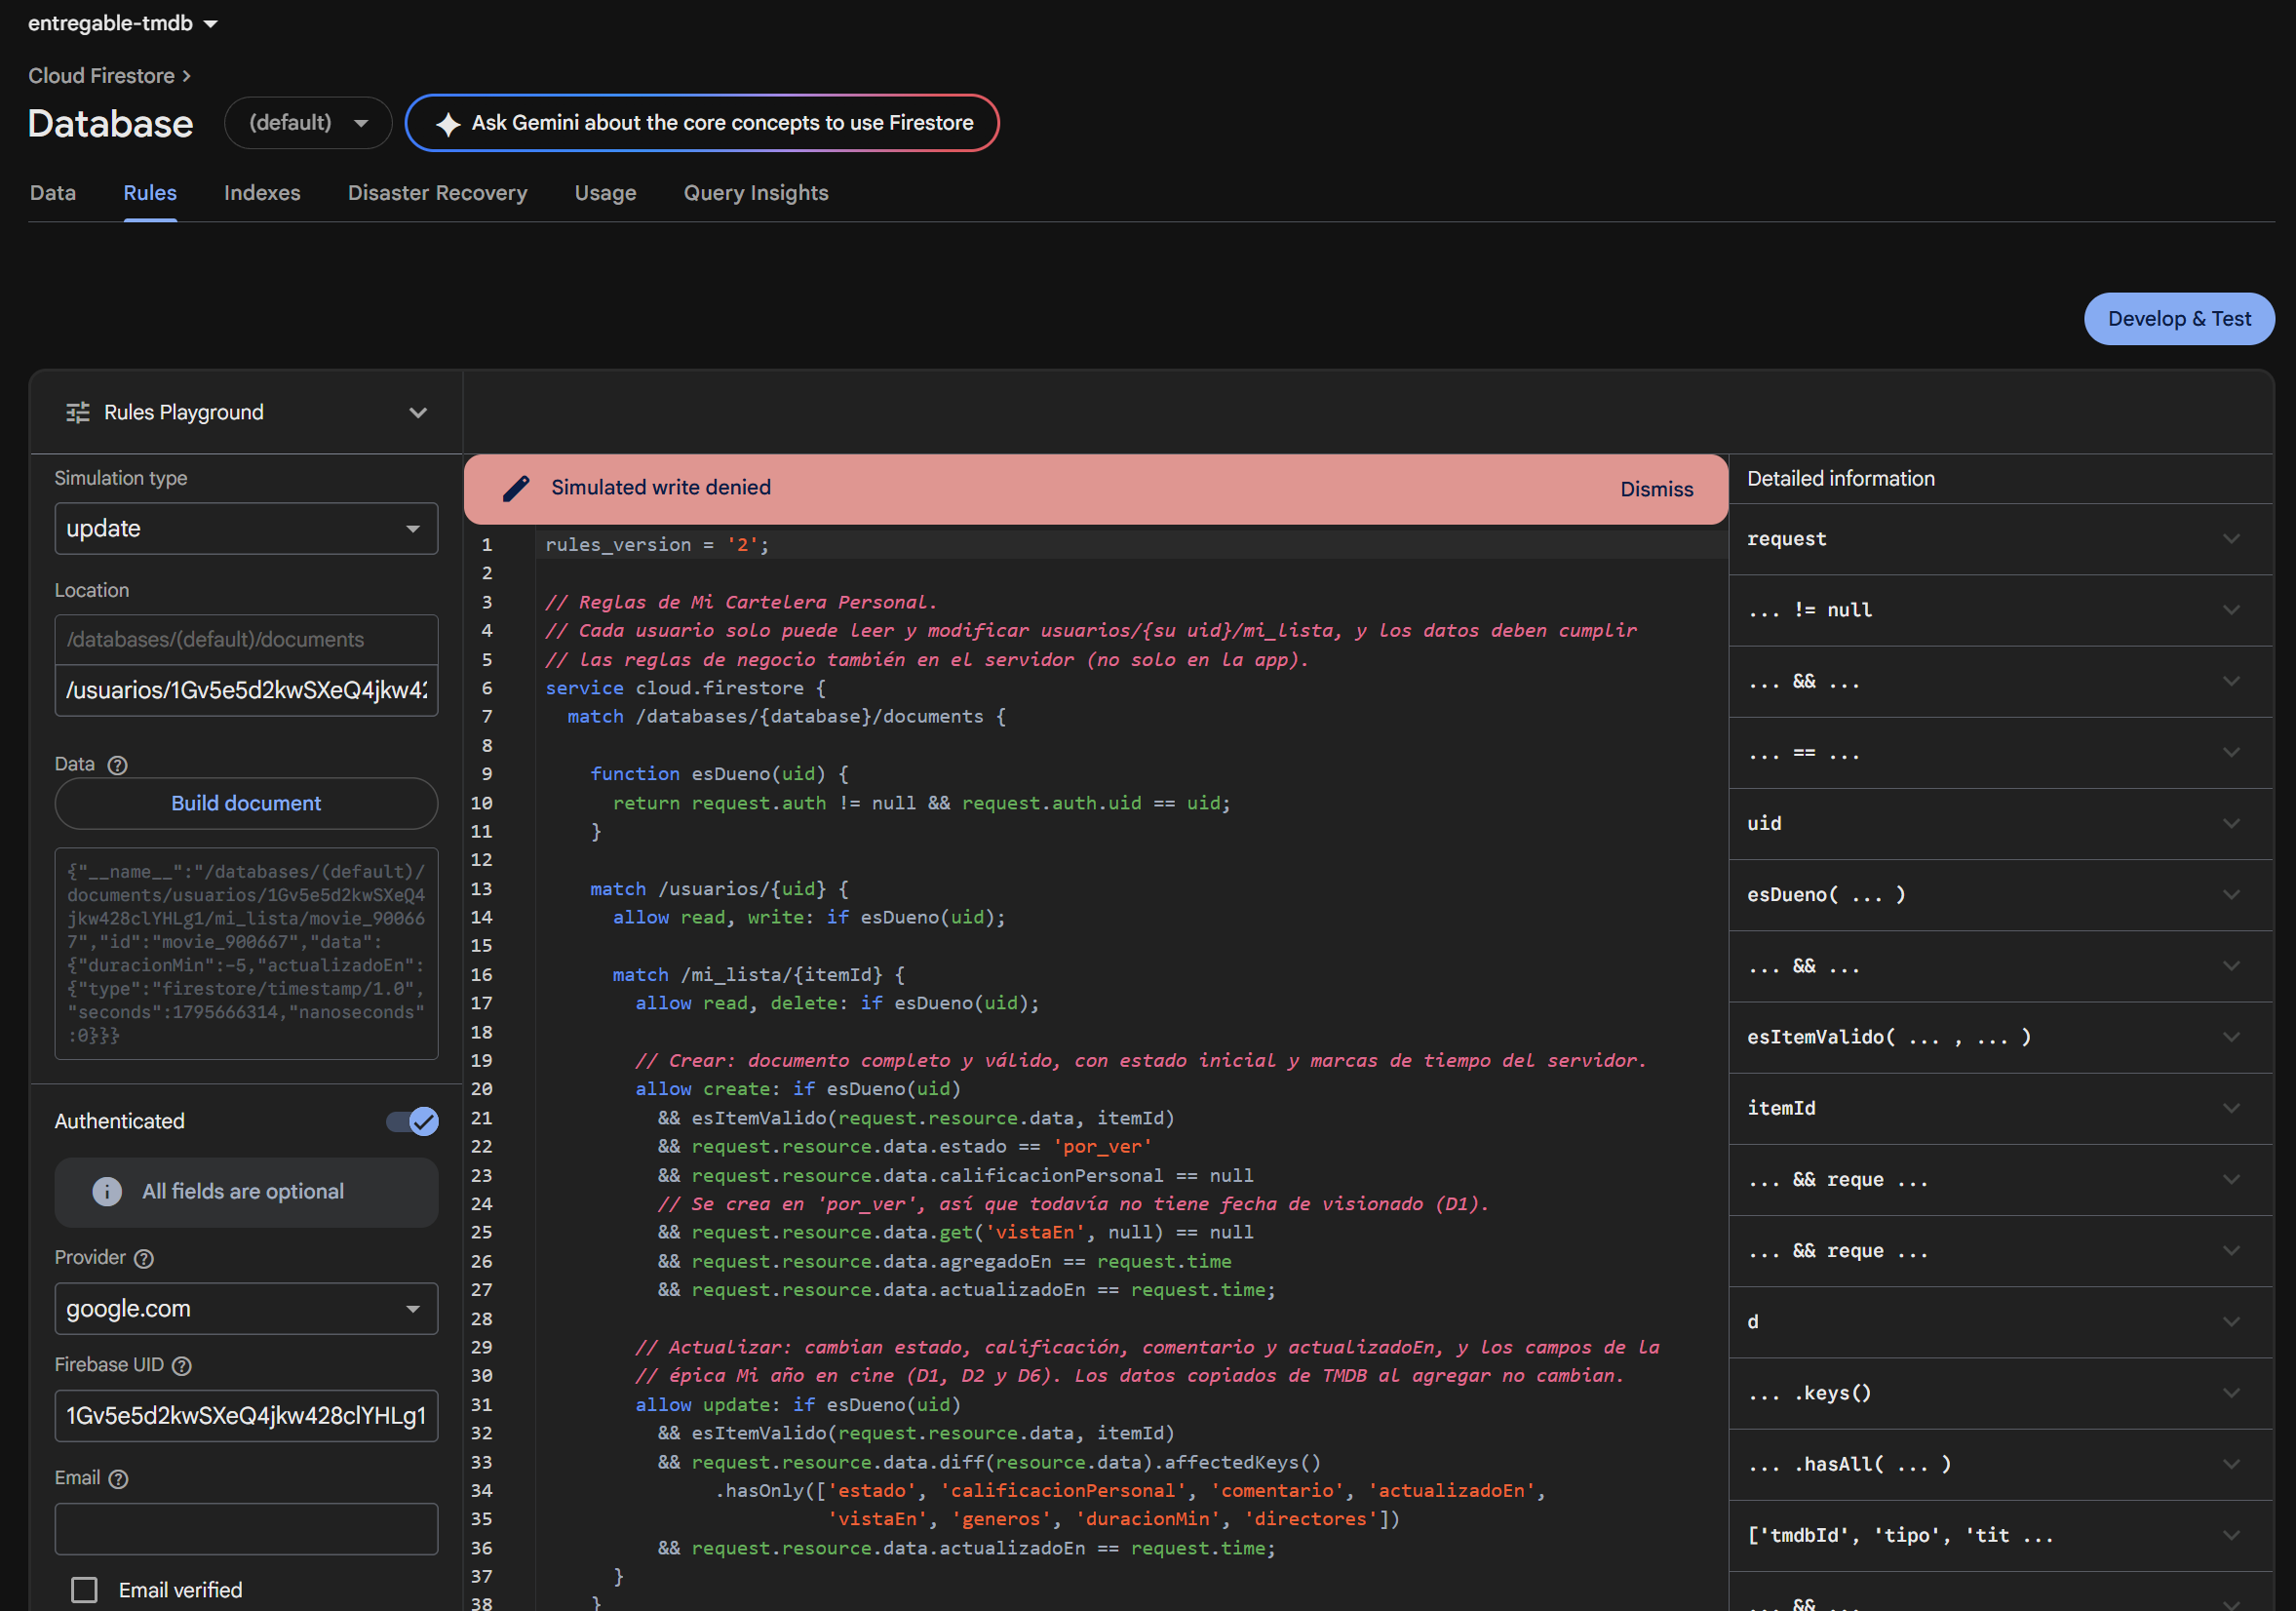 entregable-tmdb
Cloud Firestore
Database
(default)
Ask Gemini about the core concepts to use Firestore
Data
Rules
Indexes
Disaster Recovery
Usage
Query Insights
Develop & Test
Rules Playground
Simulation type
update
Location
/databases/(default)/documents
/usuarios/1Gv5e5d2kwSXeQ4jkw42
Data
Build document
{"__name__":"/databases/(default)/
documents/usuarios/1Gv5e5d2kwSXeQ4
jkw428clYHLg1/mi_lista/movie_90066
7","id":"movie_900667","data":
{"duracionMin":-5,"actualizadoEn":
{"type":"firestore/timestamp/1.0",
"seconds":1795666314,"nanoseconds"
:0}}}
Authenticated
All fields are optional
Provider
google.com
Firebase UID
1Gv5e5d2kwSXeQ4jkw428clYHLg1
Email
Email verified
Simulated write denied
Dismiss
1 rules_version = '2';
2
3 // Reglas de Mi Cartelera Personal.
4 // Cada usuario solo puede leer y modificar usuarios/{su uid}/mi_lista, y los datos deben cumplir
5 // las reglas de negocio también en el servidor (no solo en la app).
6 service cloud.firestore {
7 match /databases/{database}/documents {
8
9 function esDueno(uid) {
10 return request.auth != null && request.auth.uid == uid;
11 }
12
13 match /usuarios/{uid} {
14 allow read, write: if esDueno(uid);
15
16 match /mi_lista/{itemId} {
17 allow read, delete: if esDueno(uid);
18
19 // Crear: documento completo y válido, con estado inicial y marcas de tiempo del servidor.
20 allow create: if esDueno(uid)
21 && esItemValido(request.resource.data, itemId)
22 && request.resource.data.estado == 'por_ver'
23 && request.resource.data.calificacionPersonal == null
24 // Se crea en 'por_ver', así que todavía no tiene fecha de visionado (D1).
25 && request.resource.data.get('vistaEn', null) == null
26 && request.resource.data.agregadoEn == request.time
27 && request.resource.data.actualizadoEn == request.time;
28
29 // Actualizar: cambian estado, calificación, comentario y actualizadoEn, y los campos de la
30 // épica Mi año en cine (D1, D2 y D6). Los datos copiados de TMDB al agregar no cambian.
31 allow update: if esDueno(uid)
32 && esItemValido(request.resource.data, itemId)
33 && request.resource.data.diff(resource.data).affectedKeys()
34 .hasOnly(['estado', 'calificacionPersonal', 'comentario', 'actualizadoEn',
35 'vistaEn', 'generos', 'duracionMin', 'directores'])
36 && request.resource.data.actualizadoEn == request.time;
37 }
38 }
Detailed information
request
... != null
... && ...
... == ...
uid
esDueno( ... )
... && ...
esItemValido( ... , ... )
itemId
... && reque ...
... && reque ...
d
... .keys()
... .hasAll( ... )
['tmdbId', 'tipo', 'tit ...
... && ...